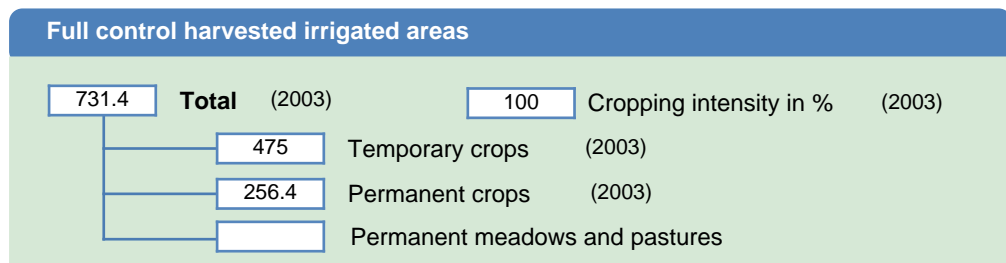 Full control harvested irrigated areas
731.4 Total (2003) 100 Cropping intensity in % (2003)
475 Temporary crops (2003)
256.4 Permanent crops (2003)
Permanent meadows and pastures